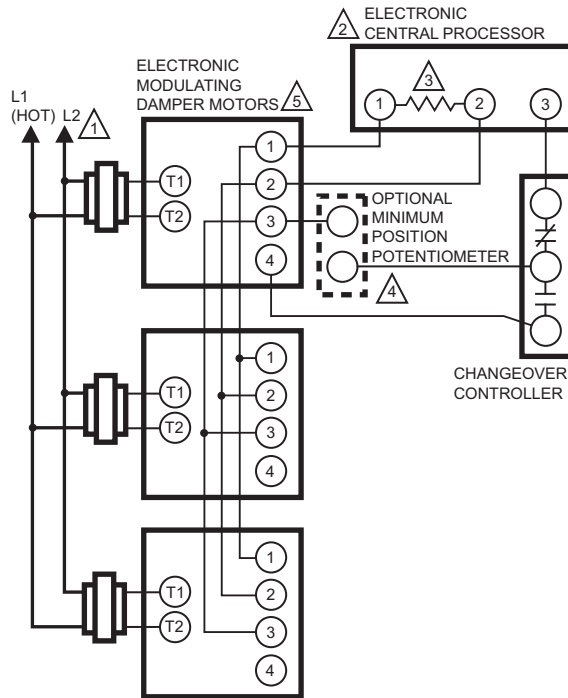 2
ELECTRONIC
CENTRAL PROCESSOR
1
3
2
3
ELECTRONIC
MODULATING
DAMPER MOTORS
5
L1
(HOT)
L2
1
T1
T2
1
2
3
4
OPTIONAL
MINIMUM
POSITION
POTENTIOMETER
4
CHANGEOVER
CONTROLLER
T1
T2
1
2
3
4
T1
T2
1
2
3
4